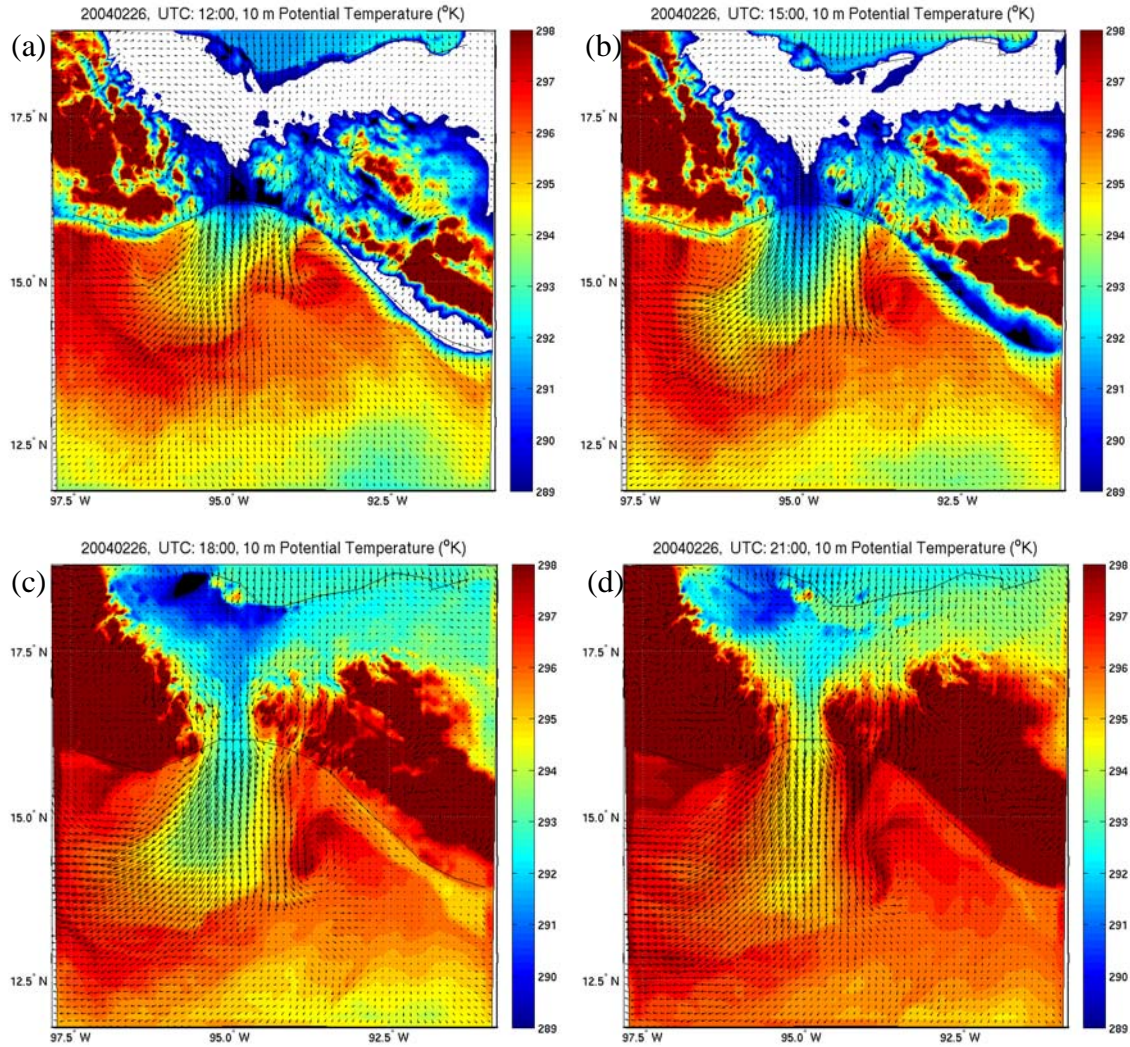 20040226, UTC: 12:00, 10 m Potential Temperature (°K)
(a)
17.5° N
15.0° N
12.5° N
97.5° W
95.0° W
92.5° W
298
297
296
295
294
293
292
291
290
289
20040226, UTC: 15:00, 10 m Potential Temperature (°K)
(b)
17.5° N
15.0° N
12.5° N
97.5° W
95.0° W
92.5° W
298
297
296
295
294
293
292
291
290
289
20040226, UTC: 18:00, 10 m Potential Temperature (°K)
(c)
17.5° N
15.0° N
12.5° N
97.5° W
95.0° W
92.5° W
298
297
296
295
294
293
292
291
290
289
20040226, UTC: 21:00, 10 m Potential Temperature (°K)
(d)
17.5° N
15.0° N
12.5° N
97.5° W
95.0° W
92.5° W
298
297
296
295
294
293
292
291
290
289